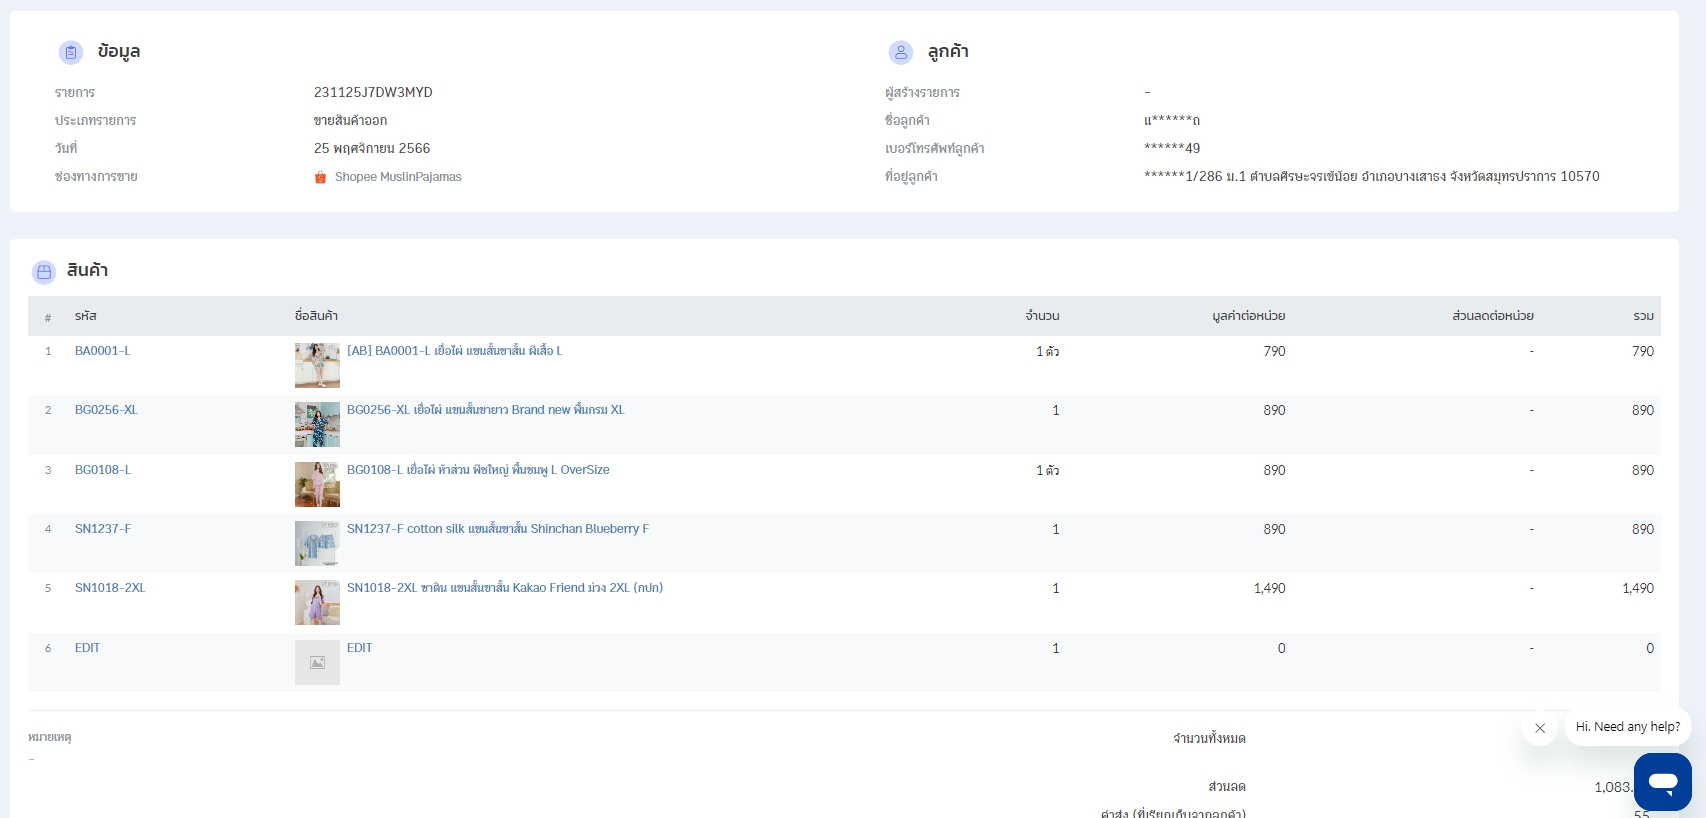 ข้อมูล
รายการ 231125J7DW3MYD
ประเภทรายการ ขายสินค้าออก
วันที่ 25 พฤศจิกายน 2566
ช่องทางการขาย Shopee MuslinPajamas
ลูกค้า
ผู้สร้างรายการ -
ชื่อลูกค้า แ******ถ
เบอร์โทรศัพท์ลูกค้า ******49
ที่อยู่ลูกค้า ******1/286 ม.1 ตำบลศีรษะจรเข้น้อย อำเภอบางเสาธง จังหวัดสมุทรปราการ 10570
สินค้า
# รหัส ชื่อสินค้า จำนวน มูลค่าต่อหน่วย ส่วนลดต่อหน่วย รวม
1 BA0001-L [AB] BA0001-L เยื่อไผ่ แขนสั้นขาสั้น ผีเสื้อ L 1 ตัว 790 - 790
2 BG0256-XL BG0256-XL เยื่อไผ่ แขนสั้นขายาว Brand new พื้นกรม XL 1 890 - 890
3 BG0108-L BG0108-L เยื่อไผ่ ห้าส่วน พืชใหญ่ พื้นชมพู L OverSize 1 ตัว 890 - 890
4 SN1237-F SN1237-F cotton silk แขนสั้นขาสั้น Shinchan Blueberry F 1 890 - 890
5 SN1018-2XL SN1018-2XL ซาติน แขนสั้นขาสั้น Kakao Friend ม่วง 2XL (กปก) 1 1,490 - 1,490
6 EDIT EDIT 1 0 - 0
หมายเหตุ
-
จำนวนทั้งหมด
Hi. Need any help?
ส่วนลด 1,083.
ค่าส่ง (ที่เรียกเก็บจากลูกค้า) 55